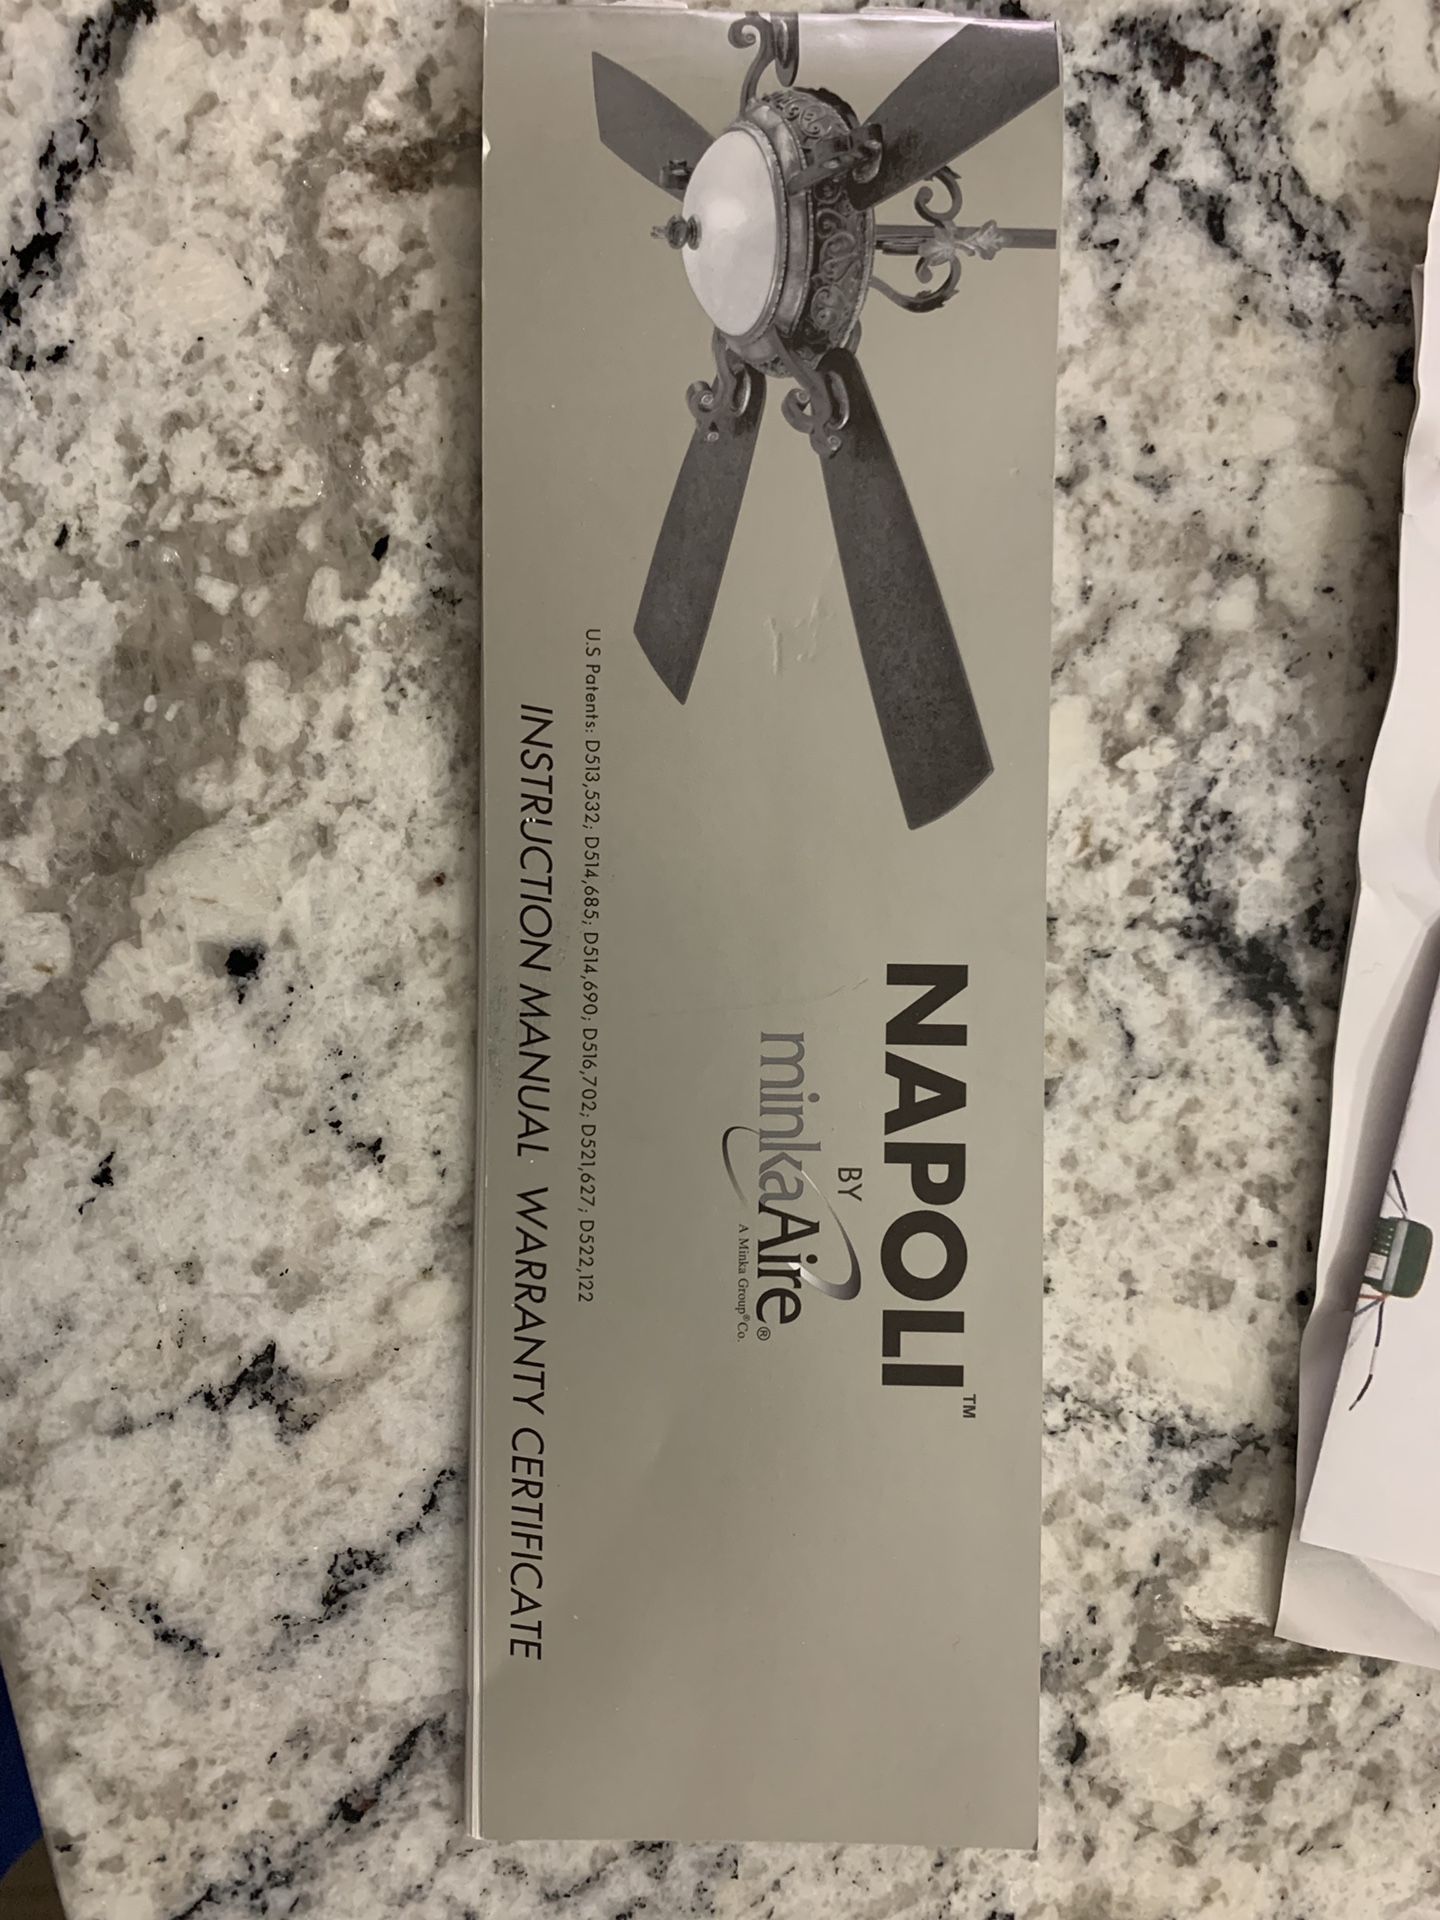 NAPOLI™
BY
minkaAire®
A Minka Group® Co.
U.S Patents: D513,532; D514,685; D514,690; D516,702; D521,627; D522,122
INSTRUCTION MANUAL WARRANTY CERTIFICATE